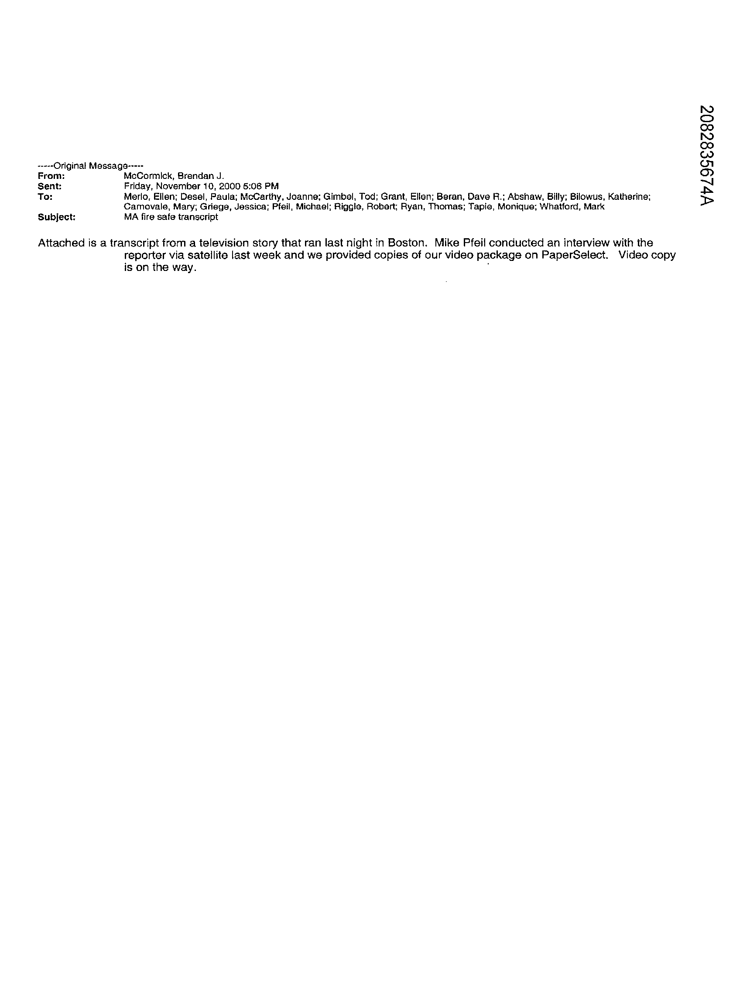 2082835674A
-----Original Message-----
From: McCormick, Brendan J.
Sent: Friday, November 10, 2000 5:06 PM
To: Merlo, Ellen; Desel, Paula; McCarthy, Joanne; Gimbel, Tod; Grant, Ellen; Beran, Dave R.; Abshaw, Billy; Bilowus, Katherine;
Carnovale, Mary; Griege, Jessica; Pfeil, Michael; Riggle, Robert; Ryan, Thomas; Tapie, Monique; Whatford, Mark
Subject: MA fire safe transcript
Attached is a transcript from a television story that ran last night in Boston. Mike Pfeil conducted an interview with the
reporter via satellite last week and we provided copies of our video package on PaperSelect. Video copy
is on the way.